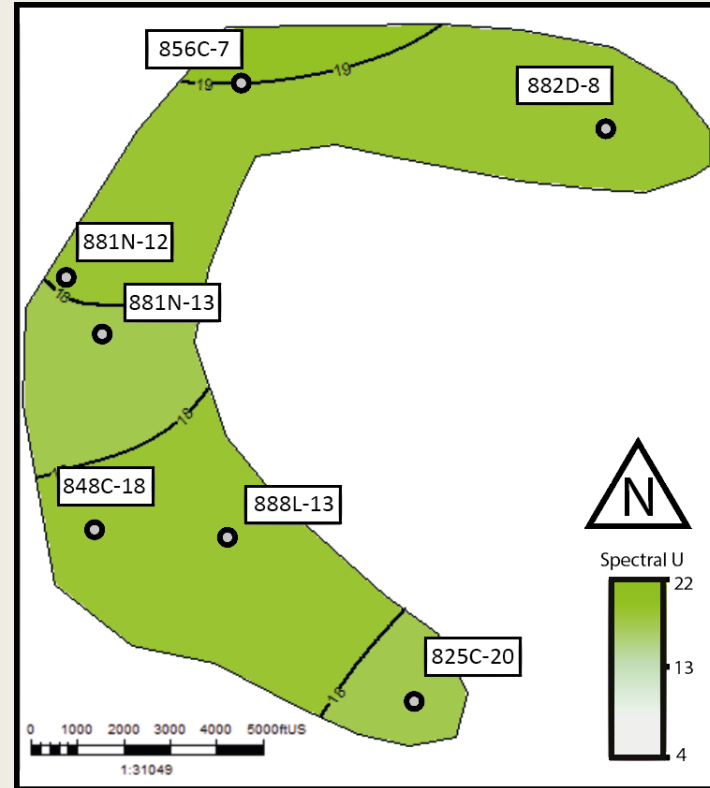 856C-7
19
19
882D-8
881N-12
18
881N-13
18
848C-18
888L-13
N
Spectral U
22
13
4
825C-20
18
0 1000 2000 3000 4000 5000ftUS
1:31049